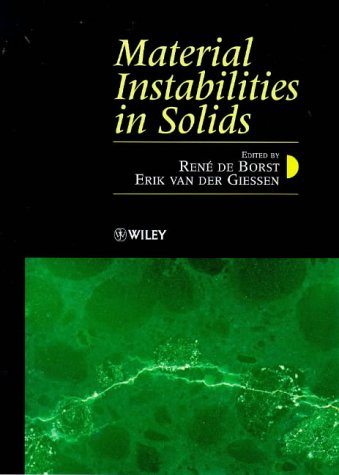 Material
Instabilities
in Solids
EDITED BY
RENÉ DE BORST
ERIK VAN DER GIESSEN
WILEY